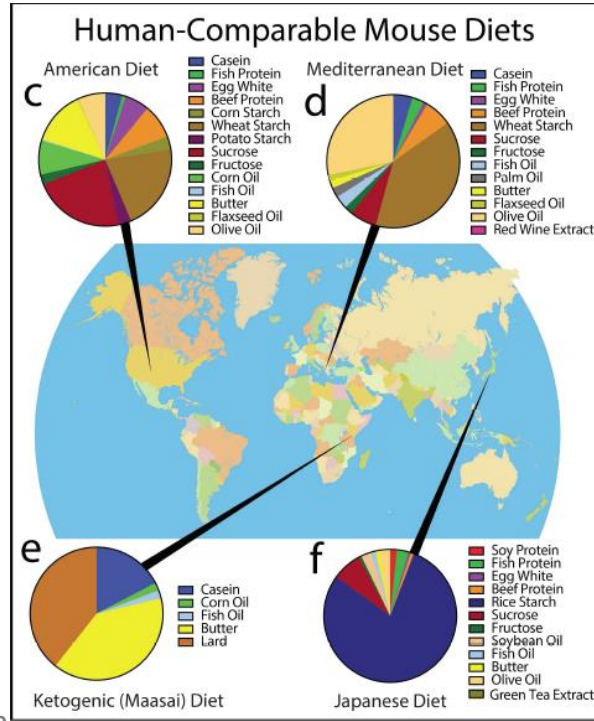 Human-Comparable Mouse Diets
American Diet
c
Casein
Fish Protein
Egg White
Beef Protein
Corn Starch
Wheat Starch
Potato Starch
Sucrose
Fructose
Corn Oil
Fish Oil
Butter
Flaxseed Oil
Olive Oil
Mediterranean Diet
d
Casein
Fish Protein
Egg White
Beef Protein
Wheat Starch
Sucrose
Fructose
Fish Oil
Palm Oil
Butter
Flaxseed Oil
Olive Oil
Red Wine Extract
e
Casein
Corn Oil
Fish Oil
Butter
Lard
Ketogenic (Maasai) Diet
f
Soy Protein
Fish Protein
Egg White
Beef Protein
Rice Starch
Sucrose
Fructose
Soybean Oil
Fish Oil
Butter
Olive Oil
Green Tea Extract
Japanese Diet